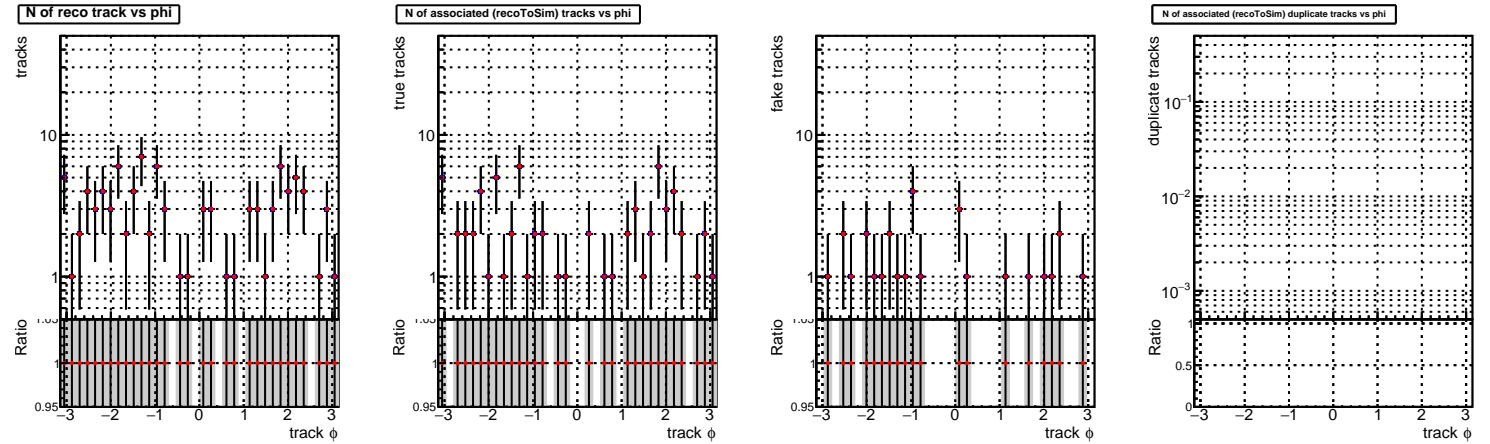 N of reco track vs phi
tracks
10
1
Ratio
1.05
1
0.95
−3 −2 −1 0 1 2 3
track ϕ
N of associated (recoToSim) tracks vs phi
true tracks
10
1
Ratio
1.05
1
0.95
−3 −2 −1 0 1 2 3
track ϕ
fake tracks
10
1
Ratio
1.05
1
0.95
−3 −2 −1 0 1 2 3
track ϕ
N of associated (recoToSim) duplicate tracks vs phi
duplicate tracks
10⁻¹
10⁻²
10⁻³
Ratio
1
0.5
0
−3 −2 −1 0 1 2 3
track ϕ